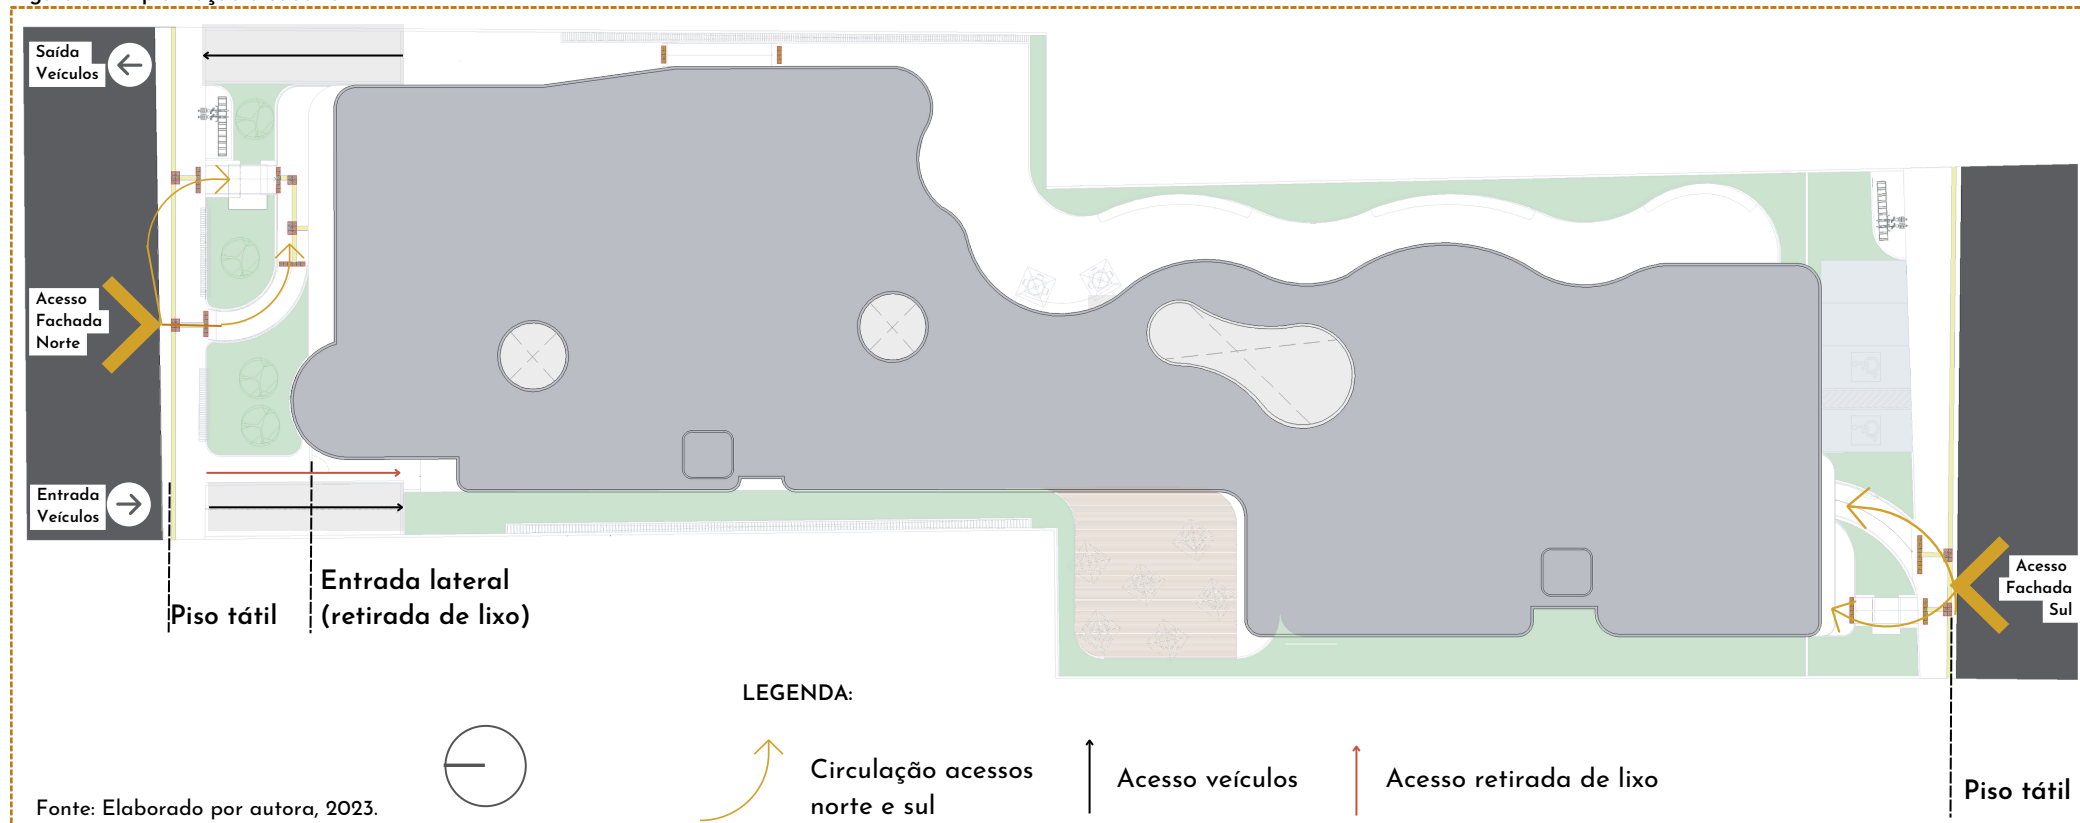 Saída
Veículos
Acesso
Fachada
Norte
Entrada
Veículos
Piso tátil
Entrada lateral
(retirada de lixo)
Acesso
Fachada
Sul
LEGENDA:
Circulação acessos
norte e sul
Acesso veículos
Acesso retirada de lixo
Piso tátil
Fonte: Elaborado por autora, 2023.